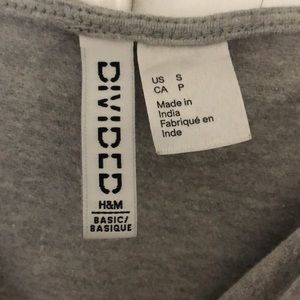 DIVIDED
H&M
BASIC/
BASIQUE
US S
CA P
Made in
India
Fabriqué en
Inde